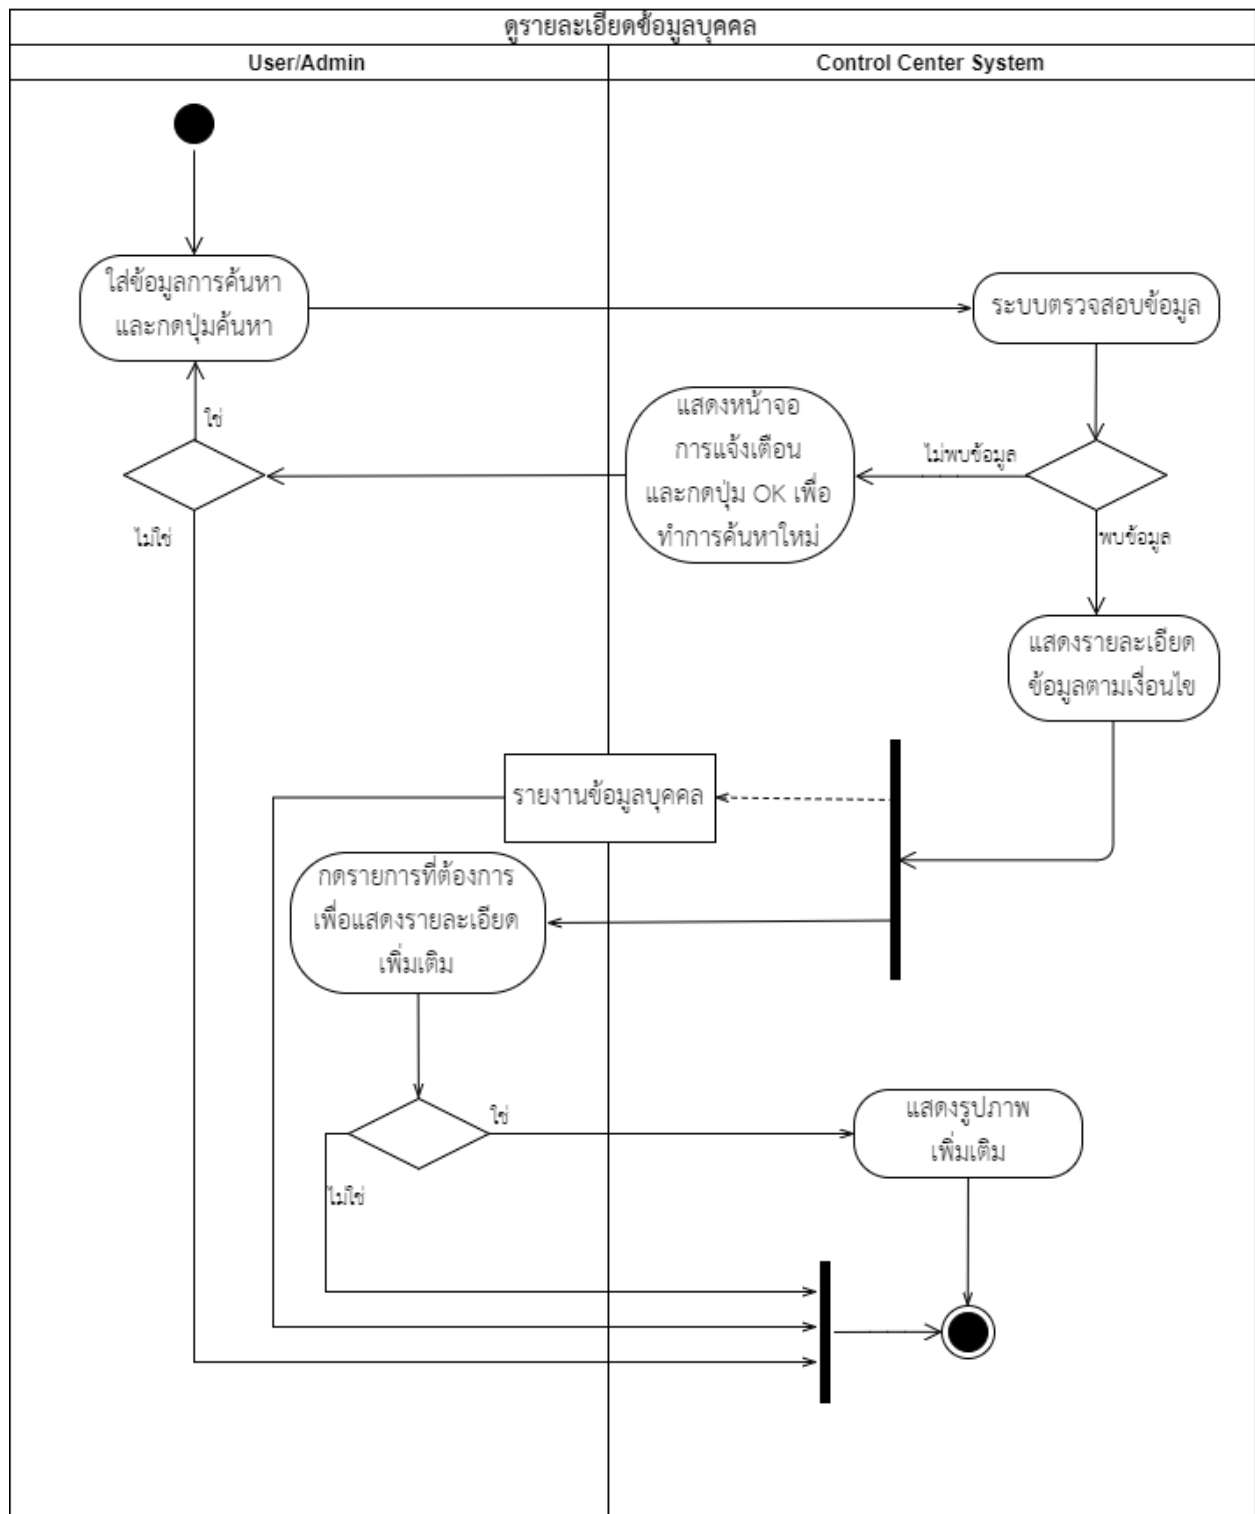 ดูรายละเอียดข้อมูลบุคคล
User/Admin
Control Center System
ใส่ข้อมูลการค้นหา
และกดปุ่มค้นหา
ระบบตรวจสอบข้อมูล
แสดงหน้าจอ
การแจ้งเตือน
และกดปุ่ม OK เพื่อ
ทำการค้นหาใหม่
ไม่พบข้อมูล
ใช่
ไม่ใช่
พบข้อมูล
แสดงรายละเอียด
ข้อมูลตามเงื่อนไข
รายงานข้อมูลบุคคล
กดรายการที่ต้องการ
เพื่อแสดงรายละเอียด
เพิ่มเติม
ใช่
แสดงรูปภาพ
เพิ่มเติม
ไม่ใช่